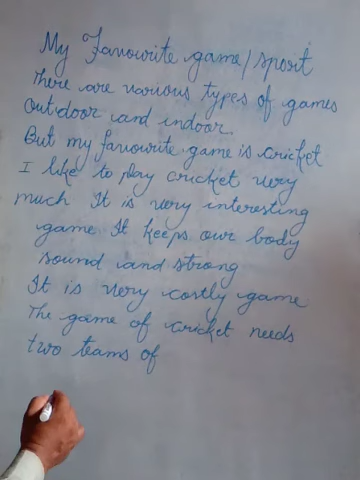 My Favourite game/sport
There are various types of games
Outdoor and indoor.
But my favourite game is cricket
I like to play cricket very
much It is very interesting
game It keeps our body
sound and strong
It is very costly game
The game of cricket needs
two teams of